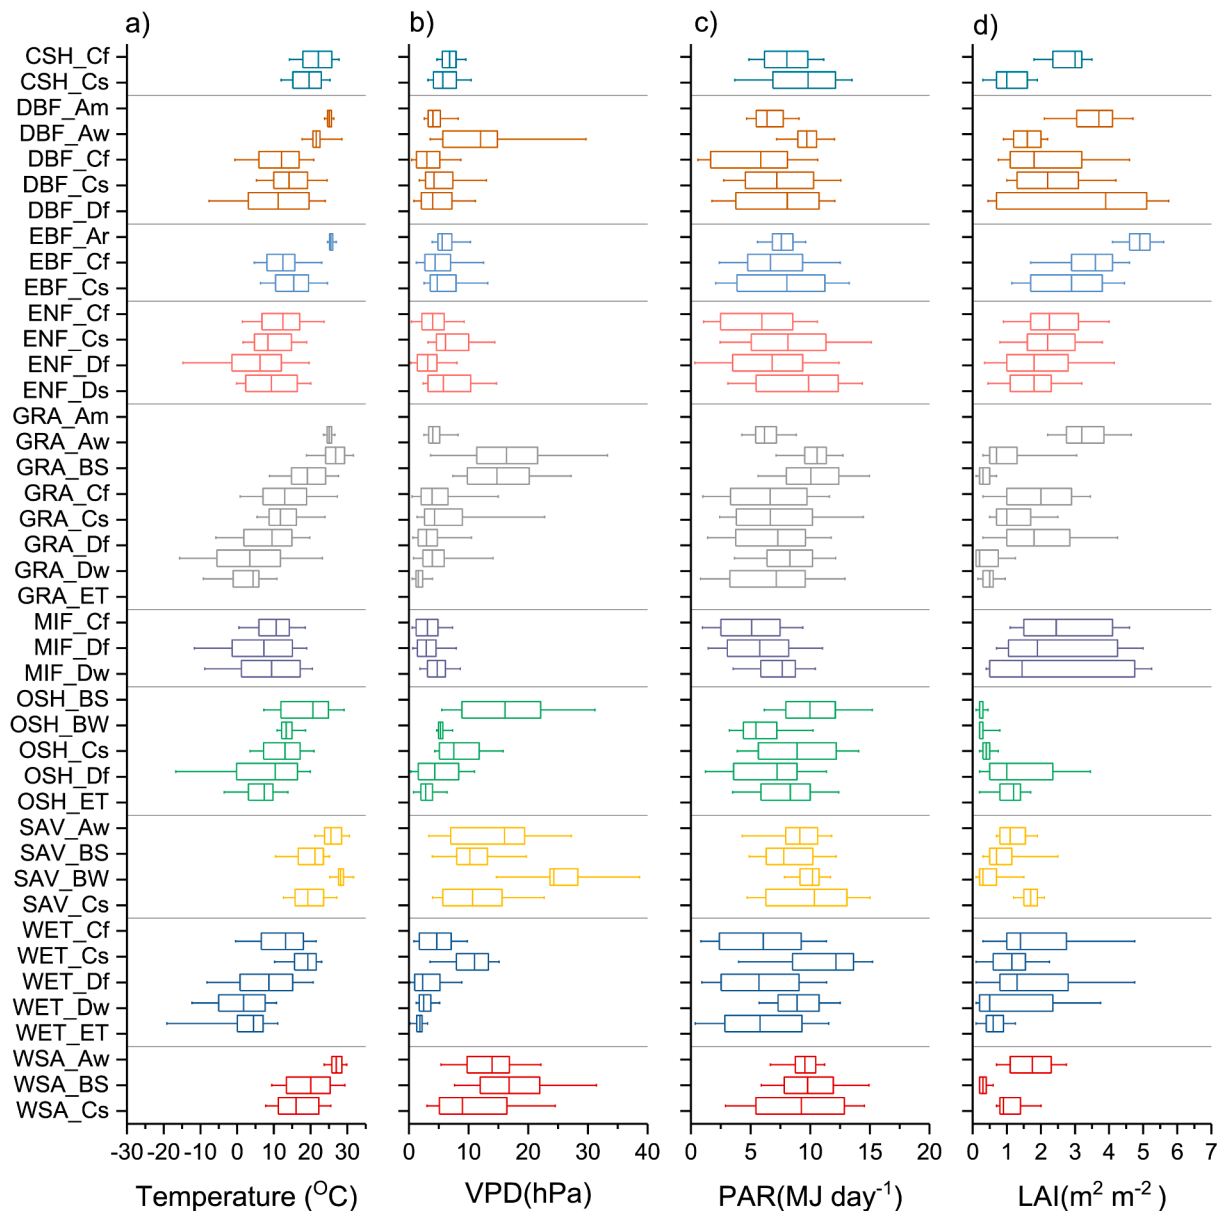 a) b) c) d)
CSH_Cf
CSH_Cs
DBF_Am
DBF_Aw
DBF_Cf
DBF_Cs
DBF_Df
EBF_Ar
EBF_Cf
EBF_Cs
ENF_Cf
ENF_Cs
ENF_Df
ENF_Ds
GRA_Am
GRA_Aw
GRA_BS
GRA_Cf
GRA_Cs
GRA_Df
GRA_Dw
GRA_ET
MIF_Cf
MIF_Df
MIF_Dw
OSH_BS
OSH_BW
OSH_Cs
OSH_Df
OSH_ET
SAV_Aw
SAV_BS
SAV_BW
SAV_Cs
WET_Cf
WET_Cs
WET_Df
WET_Dw
WET_ET
WSA_Aw
WSA_BS
WSA_Cs
-30 -20 -10 0 10 20 30 0 10 20 30 40 0 5 10 15 20 0 1 2 3 4 5 6 7
Temperature (⁰C) VPD(hPa) PAR(MJ day⁻¹) LAI(m² m⁻²)